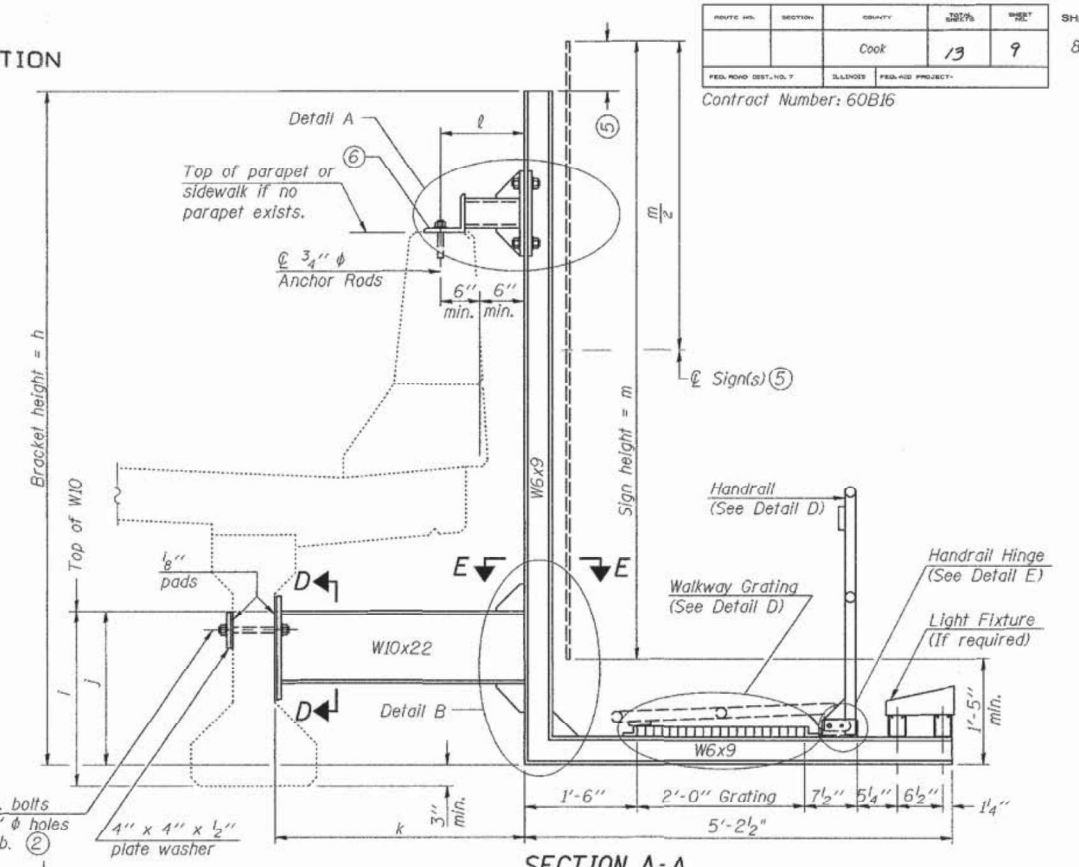 ROUTE NO.
SECTION
COUNTY
TOTAL SHEETS
SHEET NO.
Cook
13
9
FED. ROAD DIST. NO. 7
ILLINOIS
FED. AID PROJECT-
Contract Number: 60B16
SH
8
TION
Detail A
ℓ
6
5
Top of parapet or
sidewalk if no
parapet exists.
℄ 3/4" ϕ
Anchor Rods
6"
min.
6"
min.
m/2
℄ Sign(s) 5
Bracket height = h
Sign height = m
W6x9
Top of W10
1/8"
pads
D
E
E
Handrail
(See Detail D)
Handrail Hinge
(See Detail E)
Walkway Grating
(See Detail D)
Light Fixture
(If required)
W10x22
i
j
D
Detail B
W6x9
1'-5"
min.
. bolts
" ϕ holes
b. 2
4" x 4" x 1/2"
plate washer
3"
min.
k
1'-6"
2'-0" Grating
7 1/2"
5 1/4"
6 1/2"
1 1/4"
5'-2 1/2"
SECTION A-A